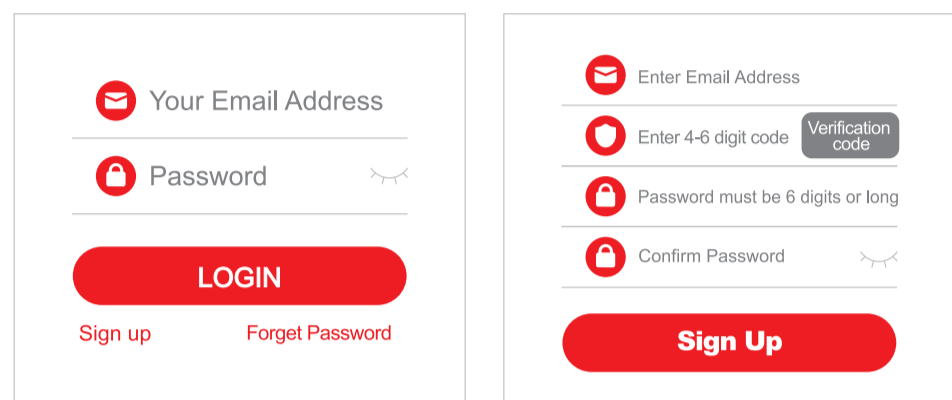 Your Email Address
Password
LOGIN
Sign up
Forget Password
Enter Email Address
Enter 4-6 digit code
Verification
code
Password must be 6 digits or long
Confirm Password
Sign Up